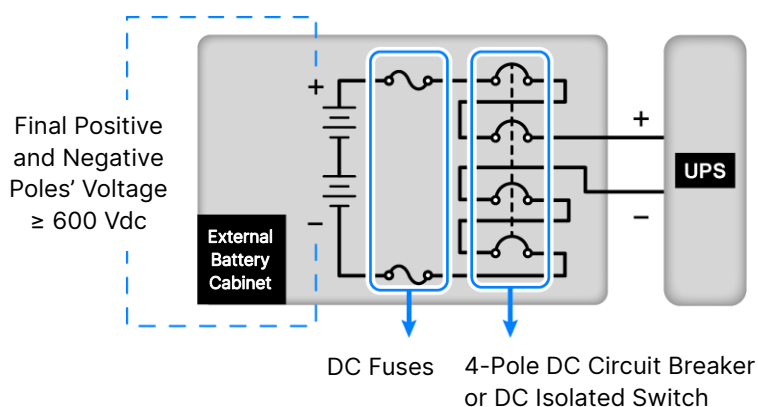 Final Positive
and Negative
Poles’ Voltage
≥ 600 Vdc
+
−
External
Battery
Cabinet
+
−
UPS
DC Fuses
4-Pole DC Circuit Breaker
or DC Isolated Switch